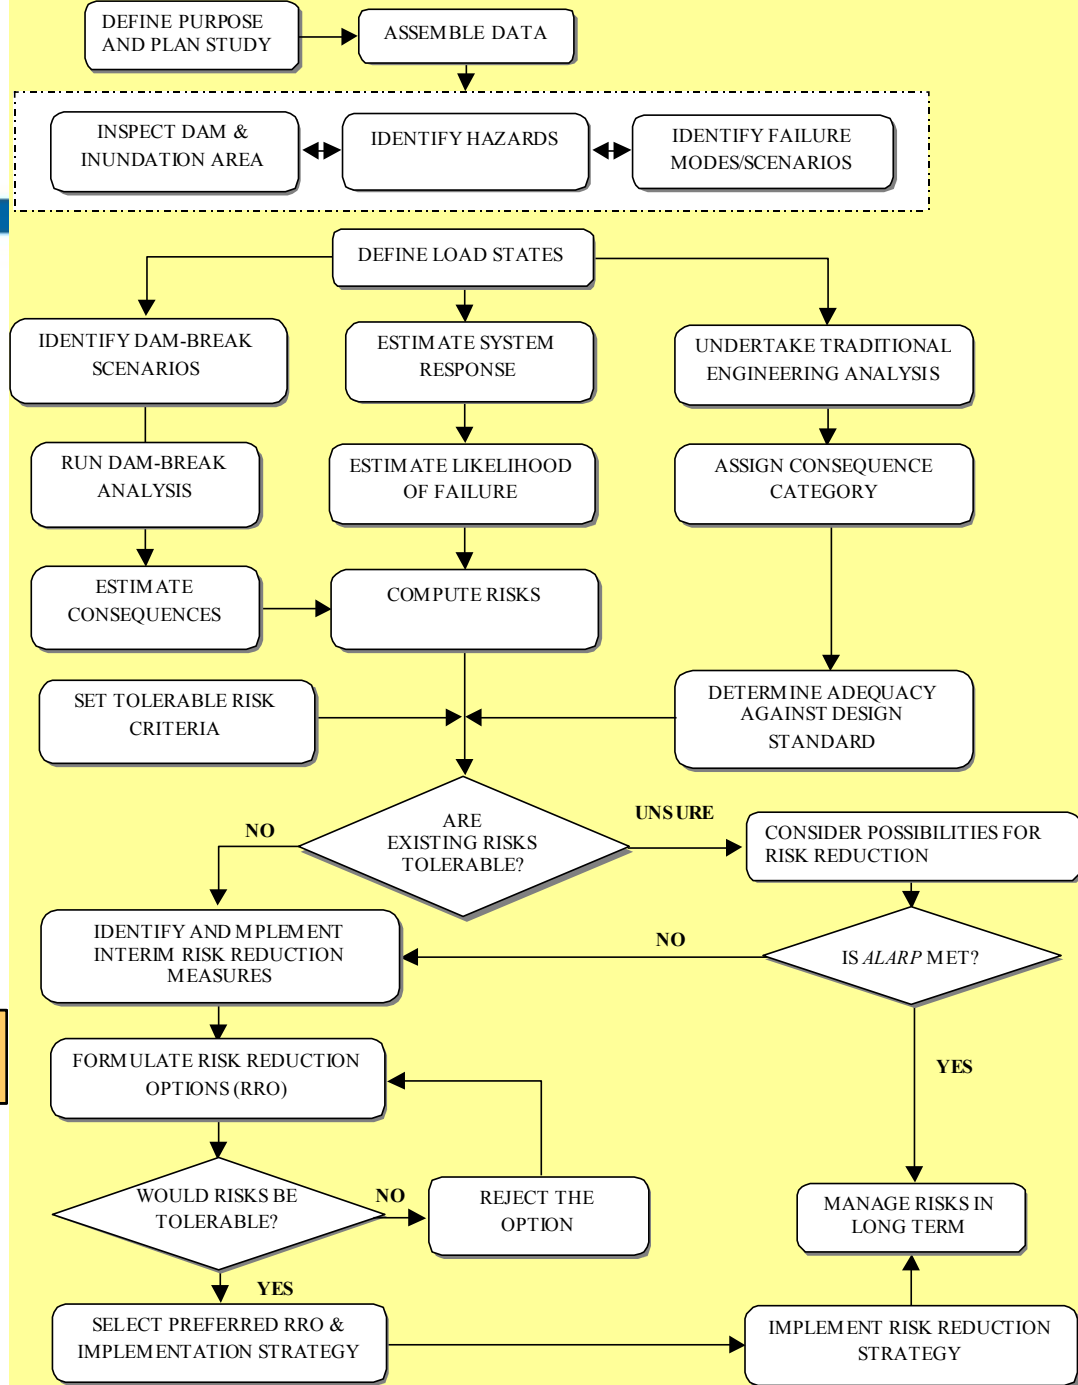 DEFINE PURPOSE
AND PLAN STUDY
ASSEMBLE DATA
INSPECT DAM &
INUNDATION AREA
IDENTIFY HAZARDS
IDENTIFY FAILURE
MODES/SCENARIOS
DEFINE LOAD STATES
IDENTIFY DAM-BREAK
SCENARIOS
ESTIMATE SYSTEM
RESPONSE
UNDERTAKE TRADITIONAL
ENGINEERING ANALYSIS
RUN DAM-BREAK
ANALYSIS
ESTIMATE LIKELIHOOD
OF FAILURE
ASSIGN CONSEQUENCE
CATEGORY
ESTIMATE
CONSEQUENCES
COMPUTE RISKS
SET TOLERABLE RISK
CRITERIA
DETERMINE ADEQUACY
AGAINST DESIGN
STANDARD
ARE
EXISTING RISKS
TOLERABLE?
NO
UNSURE
CONSIDER POSSIBILITIES FOR
RISK REDUCTION
IDENTIFY AND MPLEMENT
INTERIM RISK REDUCTION
MEASURES
NO
IS ALARP MET?
FORMULATE RISK REDUCTION
OPTIONS (RRO)
YES
WOULD RISKS BE
TOLERABLE?
NO
REJECT THE
OPTION
MANAGE RISKS IN
LONG TERM
YES
SELECT PREFERRED RRO &
IMPLEMENTATION STRATEGY
IMPLEMENT RISK REDUCTION
STRATEGY